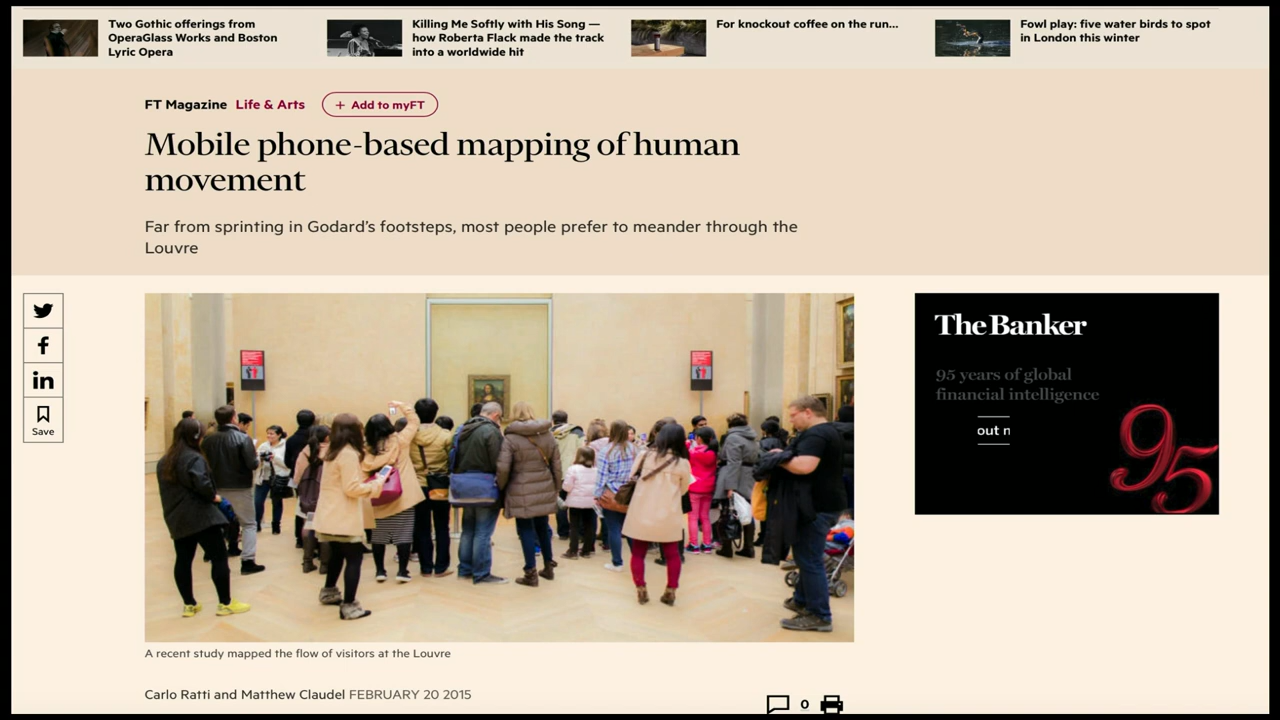 Two Gothic offerings from
OperaGlass Works and Boston
Lyric Opera
Killing Me Softly with His Song —
how Roberta Flack made the track
into a worldwide hit
For knockout coffee on the run...
Fowl play: five water birds to spot
in London this winter
FT Magazine Life & Arts + Add to myFT
Mobile phone-based mapping of human
movement
Far from sprinting in Godard's footsteps, most people prefer to meander through the
Louvre
Save
The Banker
95 years of global
financial intelligence
out n
95
A recent study mapped the flow of visitors at the Louvre
Carlo Ratti and Matthew Claudel FEBRUARY 20 2015
0